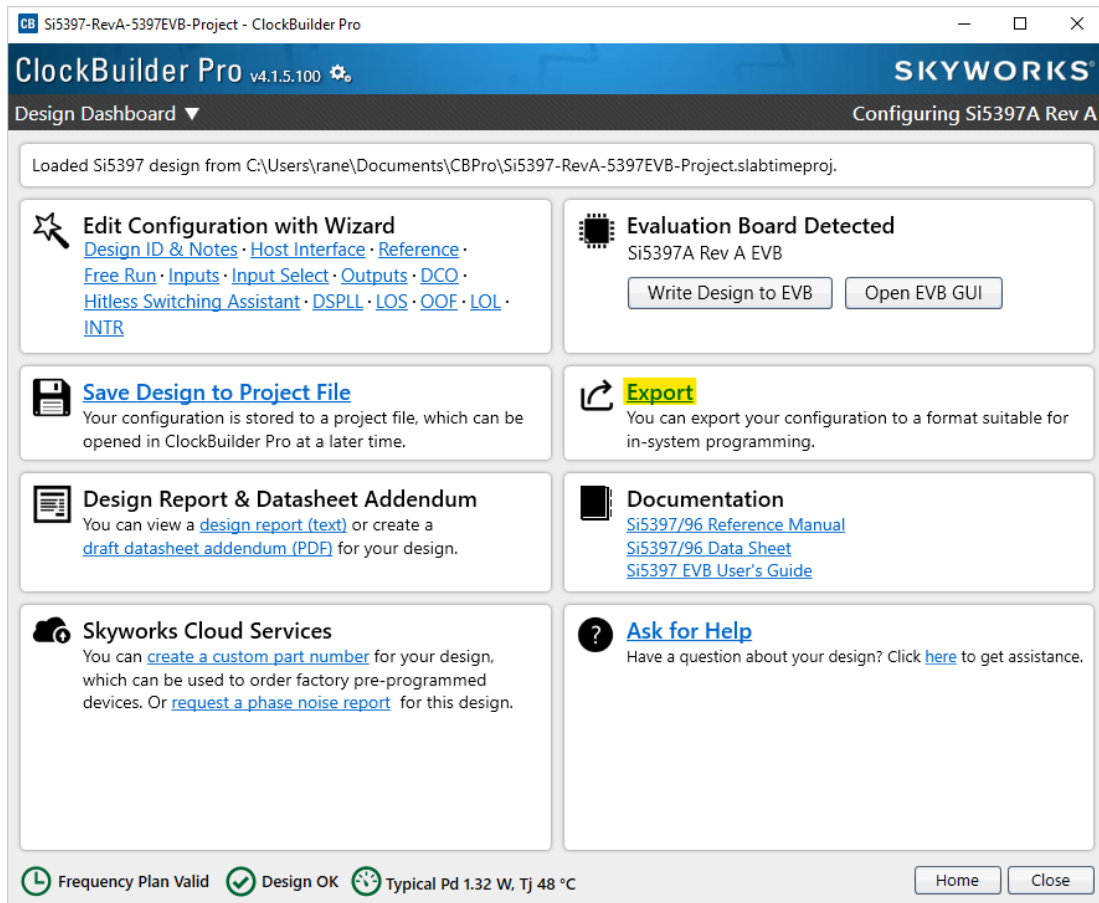 CB Si5397-RevA-5397EVB-Project - ClockBuilder Pro
ClockBuilder Pro v4.1.5.100
SKYWORKS
Design Dashboard ▼
Configuring Si5397A Rev A
Loaded Si5397 design from C:\Users\rane\Documents\CBPro\Si5397-RevA-5397EVB-Project.slabtimeproj.
Edit Configuration with Wizard
Design ID & Notes · Host Interface · Reference ·
Free Run · Inputs · Input Select · Outputs · DCO ·
Hitless Switching Assistant · DSPLL · LOS · OOF · LOL ·
INTR
Evaluation Board Detected
Si5397A Rev A EVB
Write Design to EVB
Open EVB GUI
Save Design to Project File
Your configuration is stored to a project file, which can be
opened in ClockBuilder Pro at a later time.
Export
You can export your configuration to a format suitable for
in-system programming.
Design Report & Datasheet Addendum
You can view a design report (text) or create a
draft datasheet addendum (PDF) for your design.
Documentation
Si5397/96 Reference Manual
Si5397/96 Data Sheet
Si5397 EVB User's Guide
Skyworks Cloud Services
You can create a custom part number for your design,
which can be used to order factory pre-programmed
devices. Or request a phase noise report for this design.
? Ask for Help
Have a question about your design? Click here to get assistance.
Frequency Plan Valid
Design OK
Typical Pd 1.32 W, Tj 48 °C
Home
Close